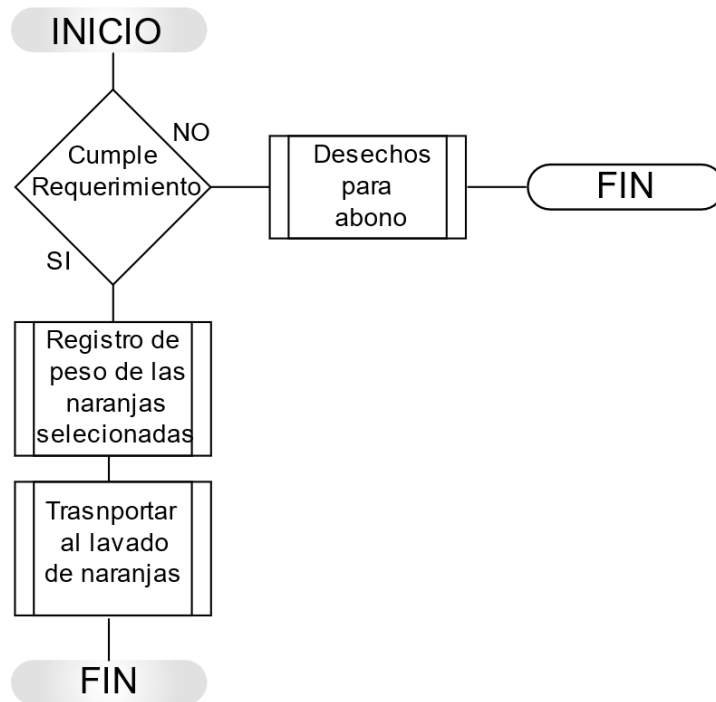 INICIO
NO
Cumple
Requerimiento
SI
Desechos
para
abono
FIN
Registro de
peso de las
naranjas
selecionadas
Trasnportar
al lavado
de naranjas
FIN